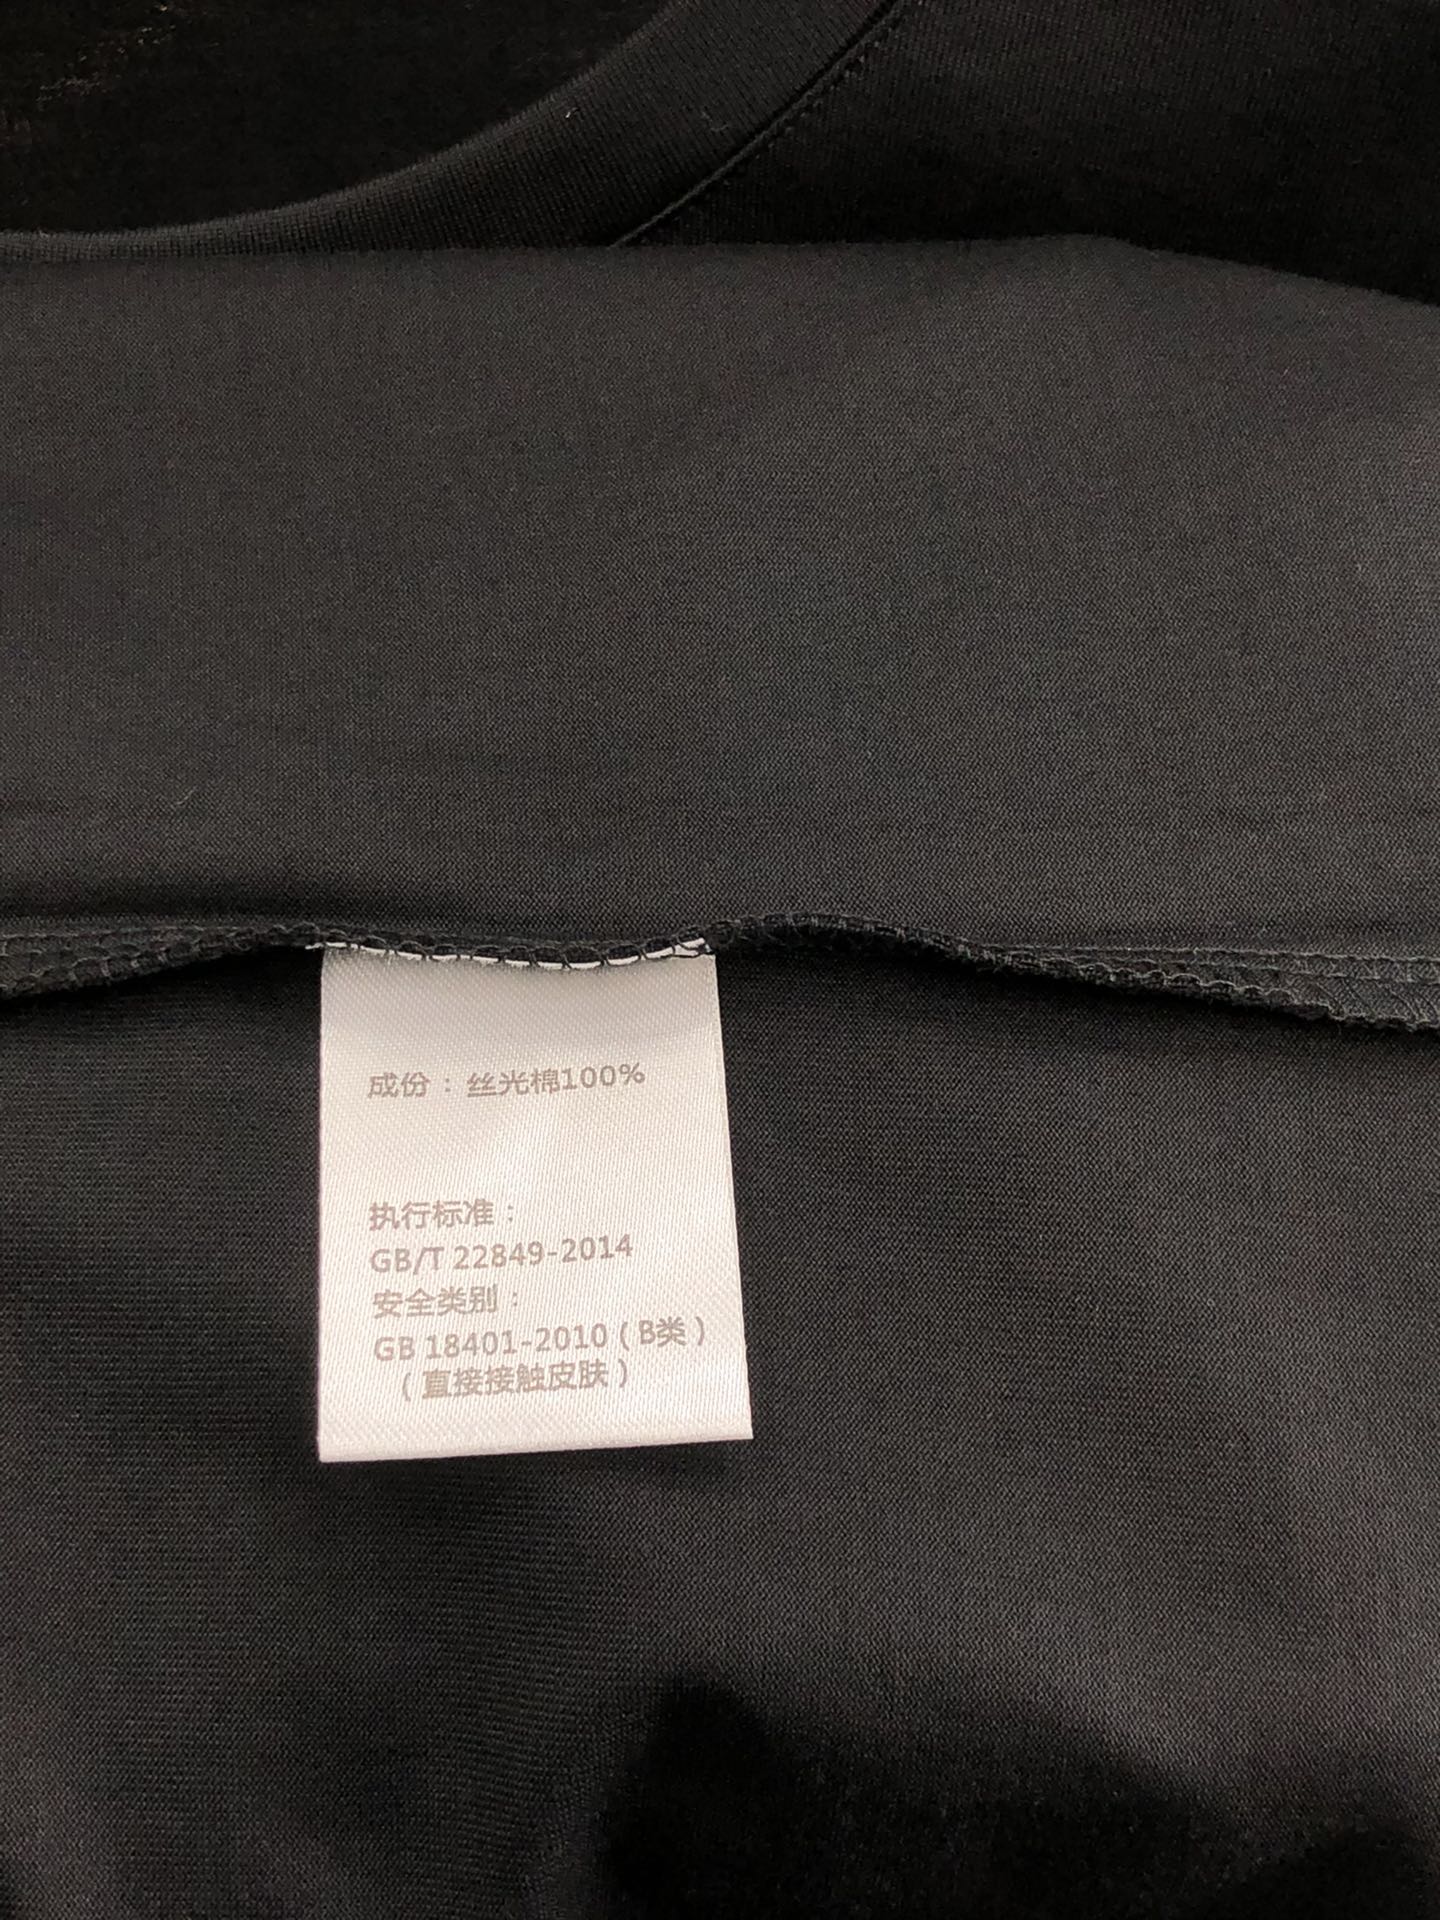 成份：丝光棉100%
执行标准：
GB/T 22849-2014
安全类别：
GB 18401-2010（B类）
（直接接触皮肤）